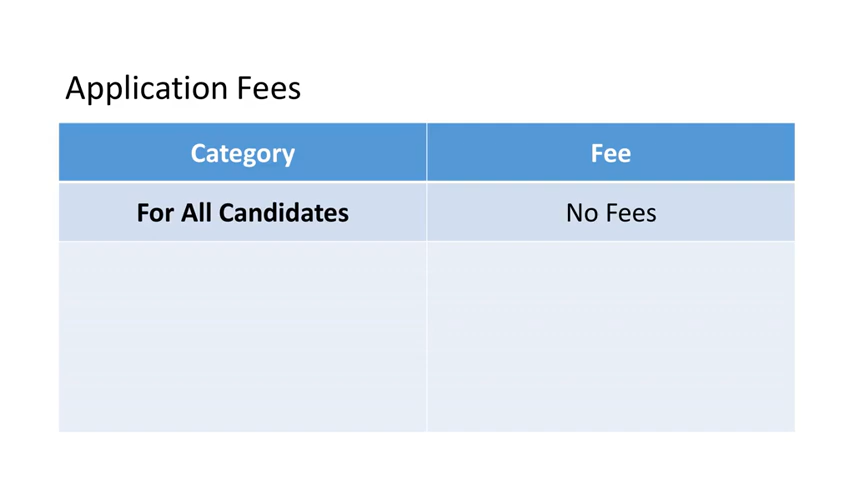 Application Fees
Category Fee
For All Candidates No Fees